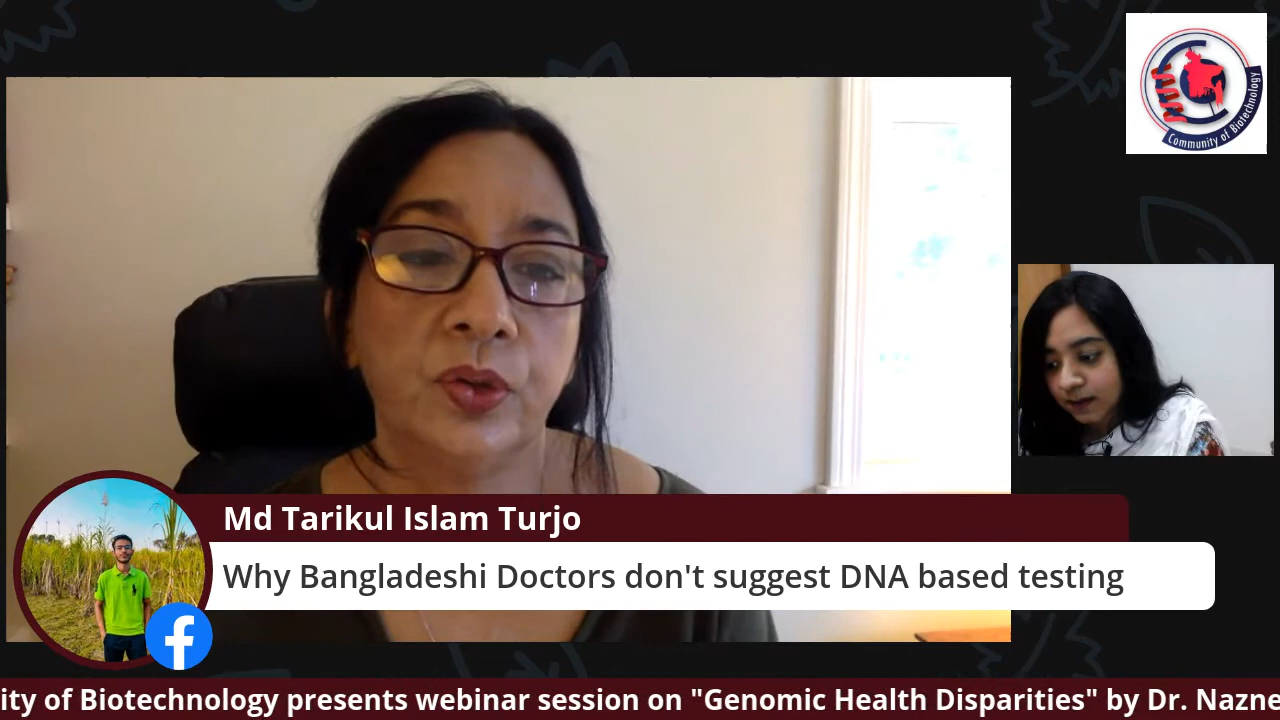 Community of Biotechnology
Md Tarikul Islam Turjo
Why Bangladeshi Doctors don't suggest DNA based testing
ity of Biotechnology presents webinar session on "Genomic Health Disparities" by Dr. Nazne